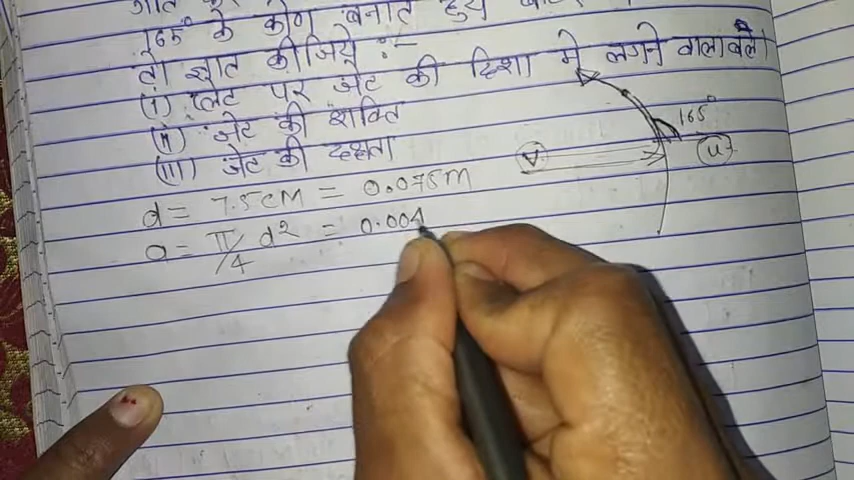 165° के कोण बनाते हुये
तो ज्ञात कीजिये :-
(i) प्लेट पर जेट की दिशा मे लगने वाला बल।
(ii) जेट की शक्ति
(iii) जेट की दक्षता
165°
V
u
d = 7.5 CM = 0.075 M
a = π/4 d² = 0.004